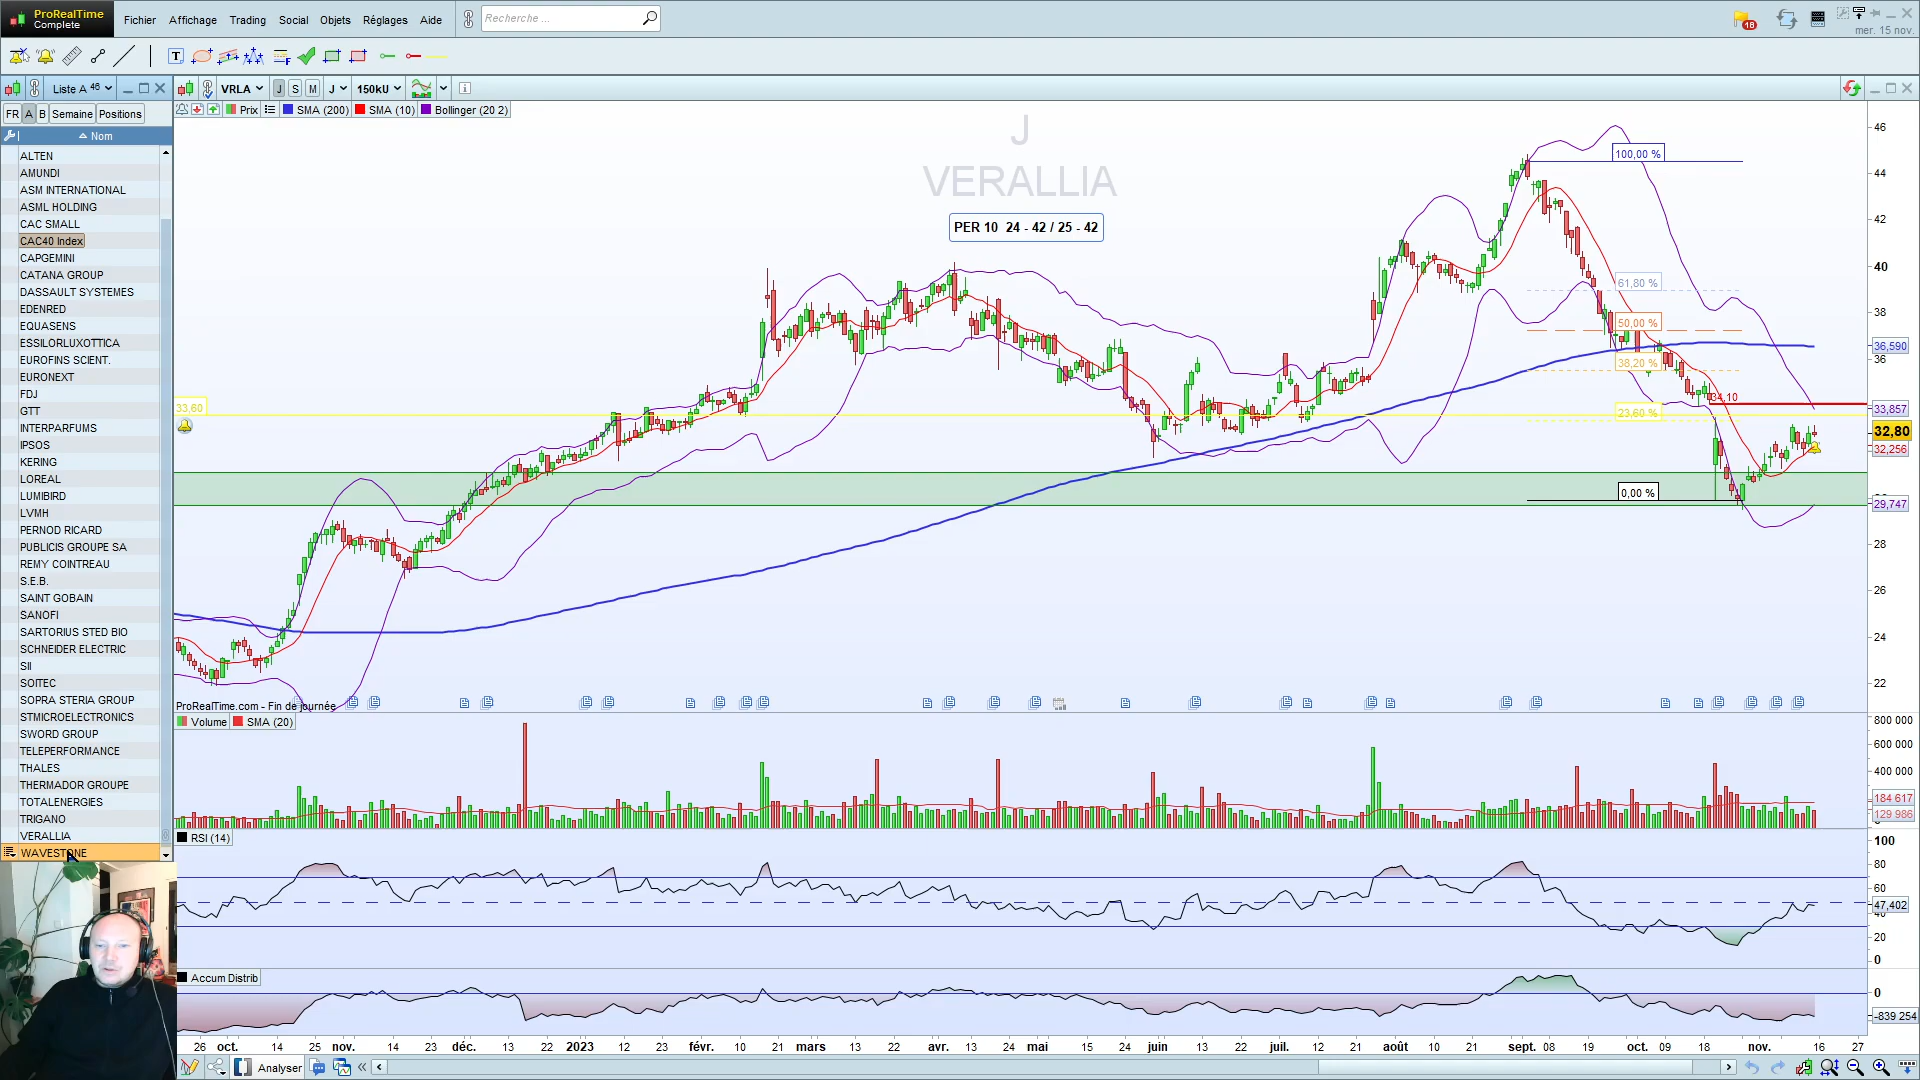 ProRealTime
Complete
Fichier Affichage Trading Social Objets Réglages Aide
Recherche ...
18
mer. 15 nov.
T
F
Liste A 46
VRLA
J S M
J
150kU
i
FR A B Semaine Positions
Nom
ALTEN
AMUNDI
ASM INTERNATIONAL
ASML HOLDING
CAC SMALL
CAC40 Index
CAPGEMINI
CATANA GROUP
DASSAULT SYSTEMES
EDENRED
EQUASENS
ESSILORLUXOTTICA
EUROFINS SCIENT.
EURONEXT
FDJ
GTT
INTERPARFUMS
IPSOS
KERING
LOREAL
LUMIBIRD
LVMH
PERNOD RICARD
PUBLICIS GROUPE SA
REMY COINTREAU
S.E.B.
SAINT GOBAIN
SANOFI
SARTORIUS STED BIO
SCHNEIDER ELECTRIC
SII
SOITEC
SOPRA STERIA GROUP
STMICROELECTRONICS
SWORD GROUP
TELEPERFORMANCE
THALES
THERMADOR GROUPE
TOTALENERGIES
TRIGANO
VERALLIA
WAVESTONE
Prix SMA (200) SMA (10) Bollinger (20 2)
J
VERALLIA
PER 10 24 - 42 / 25 - 42
100,00 %
61,80 %
50,00 %
38,20 %
23,60 %
0,00 %
34,10
33,60
46
44
42
40
38
36,590
36
33,857
32,80
32,256
29,747
28
26
24
22
ProRealTime.com - Fin de journée
Volume SMA (20)
800 000
600 000
400 000
184 617
129 986
RSI (14)
100
80
60
47,402
40
20
0
Accum Distrib
0
-839 254
26 oct. 14 25 nov. 14 23 déc. 13 22 2023 12 23 févr. 10 21 mars 13 22 avr. 13 24 mai 15 24 juin 13 22 juil. 12 21 août 10 21 sept. 08 19 oct. 09 18 nov. 16 27
Analyser